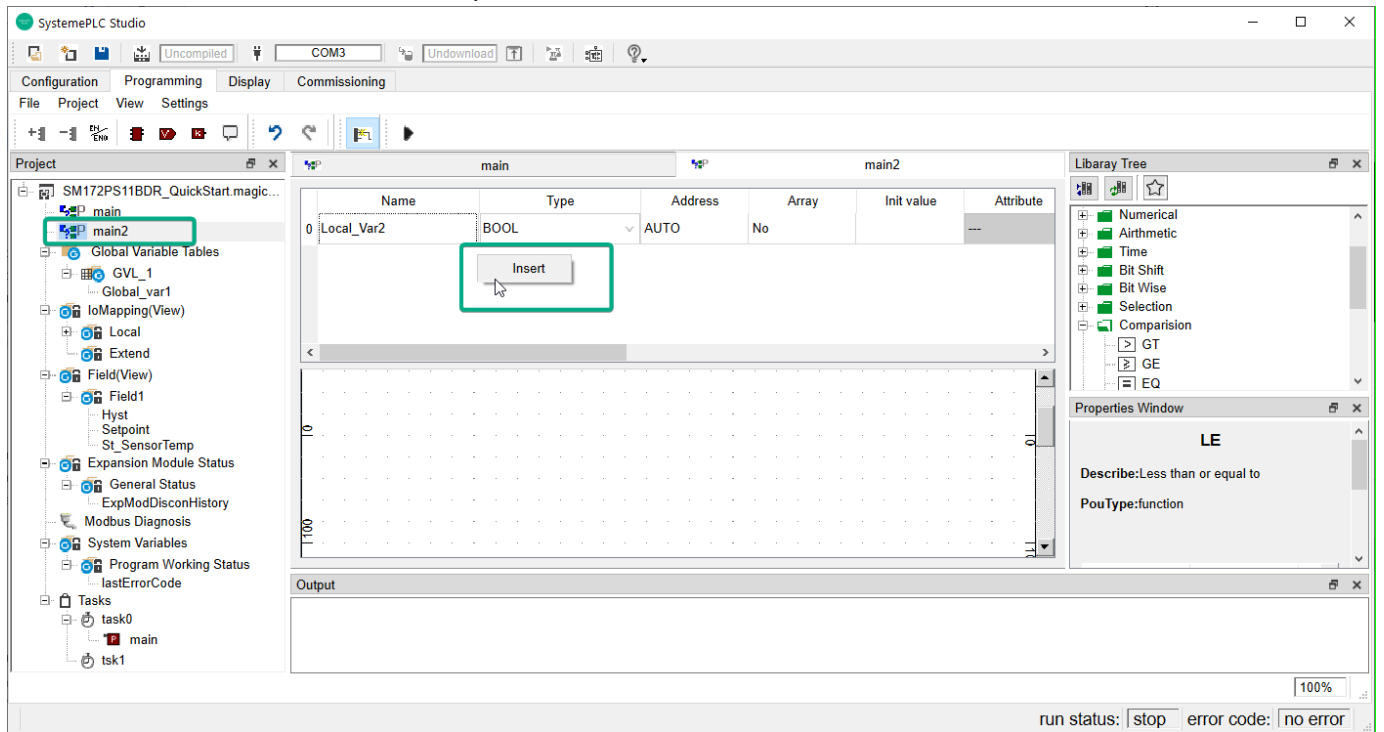 SystemePLC Studio
Uncompiled COM3 Undownload
Configuration Programming Display Commissioning
File Project View Settings
EN/ENO
Project
main
main2
Libaray Tree
SM172PS11BDR_QuickStart.magic...
main
main2
Global Variable Tables
GVL_1
Global_var1
IoMapping(View)
Local
Extend
Field(View)
Field1
Hyst
Setpoint
St_SensorTemp
Expansion Module Status
General Status
ExpModDisconHistory
Modbus Diagnosis
System Variables
Program Working Status
lastErrorCode
Tasks
task0
main
tsk1
Name Type Address Array Init value Attribute
0 Local_Var2 BOOL AUTO No ---
Insert
0
0
100
Numerical
Airthmetic
Time
Bit Shift
Bit Wise
Selection
Comparision
> GT
GE
= EQ
Properties Window
LE
Describe:Less than or equal to
PouType:function
Output
100%
run status: stop error code: no error